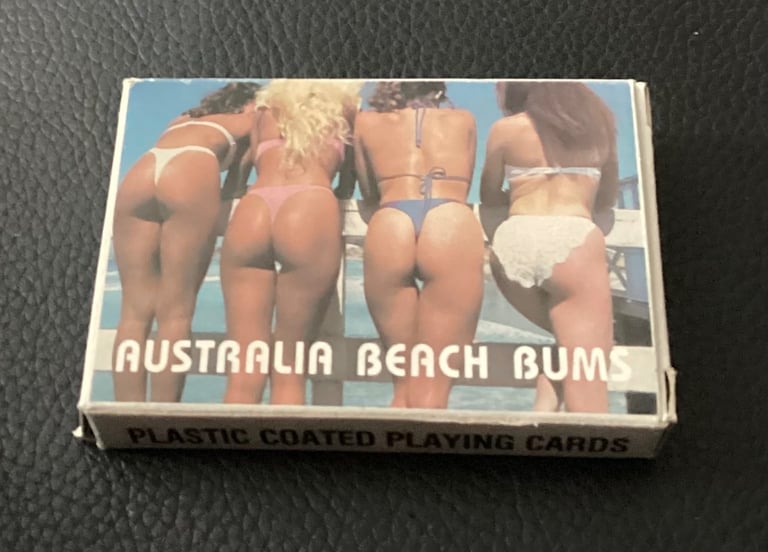 AUSTRALIA BEACH BUMS
PLASTIC COATED PLAYING CARDS